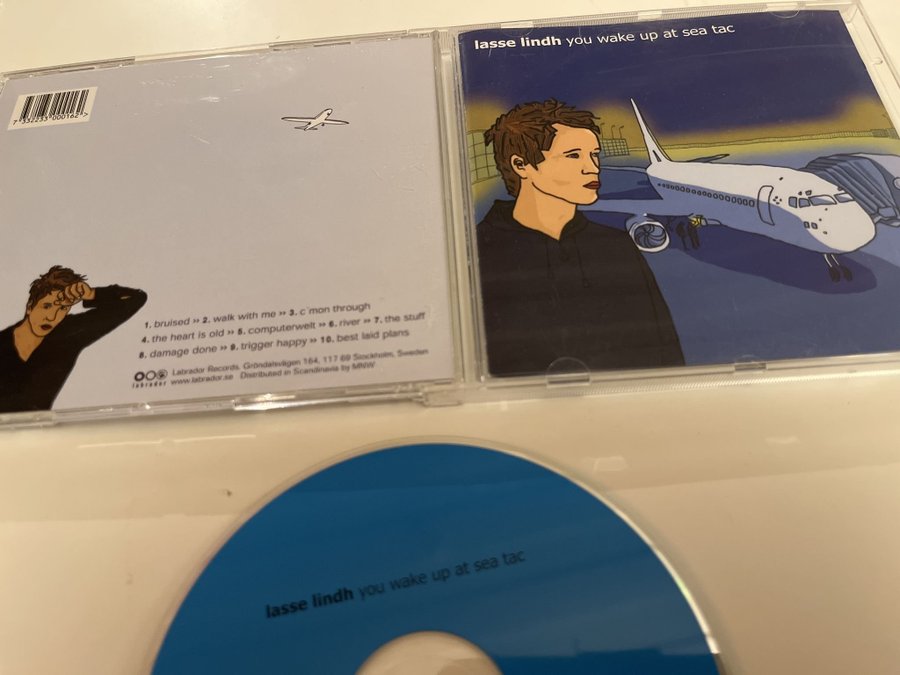 lasse lindh you wake up at sea tac
7 332233 000162 >
1. bruised » 2. walk with me » 3. c´mon through
4. the heart is old » 5. computerwelt » 6. river » 7. the stuff
8. damage done » 9. trigger happy » 10. best laid plans
labrador
Labrador Records, Gröndalsvägen 164, 117 69 Stockholm, Sweden
www.labrador.se Distributed in Scandinavia by MNW
lasse lindh you wake up at sea tac